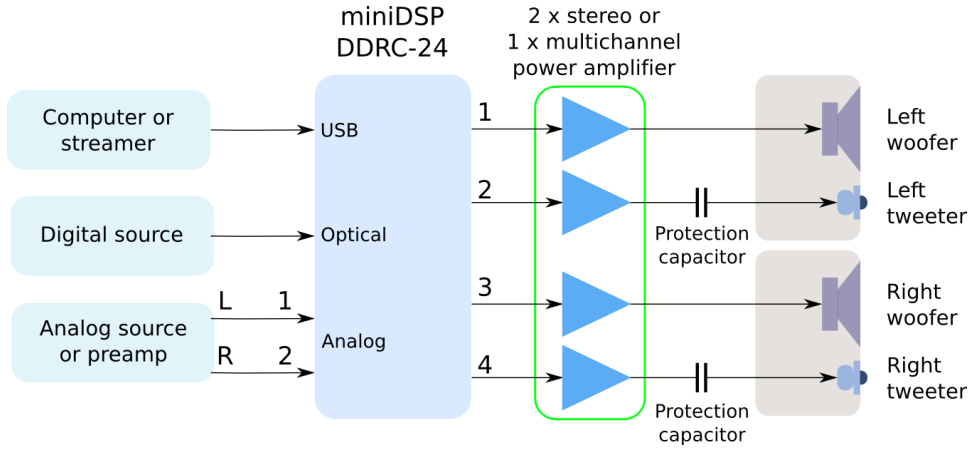 miniDSP
DDRC-24
2 x stereo or
1 x multichannel
power amplifier
Computer or
streamer
USB
1
Left
woofer
2
Left
tweeter
Protection
capacitor
Digital source
Optical
Analog source
or preamp
L 1
R 2
Analog
3
Right
woofer
4
Right
tweeter
Protection
capacitor